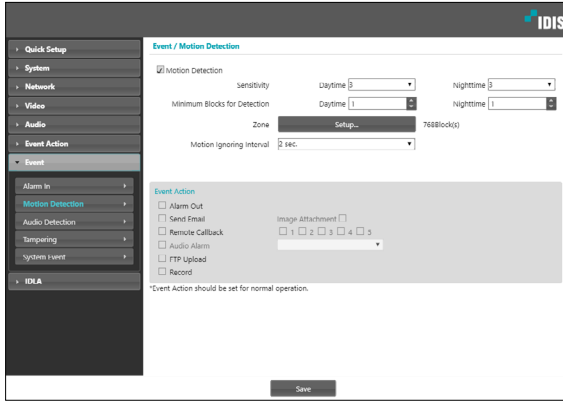 IDIS
Quick Setup
System
Network
Video
Audio
Event Action
Event
Alarm In
Motion Detection
Audio Detection
Tampering
System Event
IDLA
Event / Motion Detection
Motion Detection
Sensitivity Daytime 3 Nighttime 3
Minimum Blocks for Detection Daytime 1 Nighttime 1
Zone Setup... 768Block(s)
Motion Ignoring Interval 2 sec.
Event Action
Alarm Out
Send Email Image Attachment
Remote Callback 1 2 3 4 5
Audio Alarm
FTP Upload
Record
*Event Action should be set for normal operation.
Save